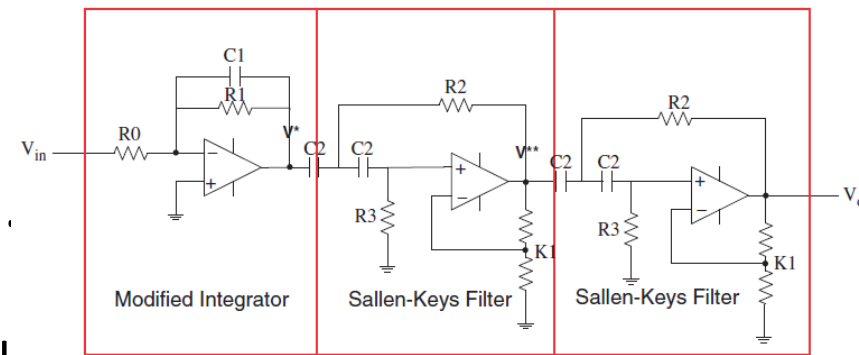 C1
R1
R0
Vin
V*
C2
C2
R2
R3
V**
K1
C2
C2
R2
R3
K1
Modified Integrator
Sallen-Keys Filter
Sallen-Keys Filter